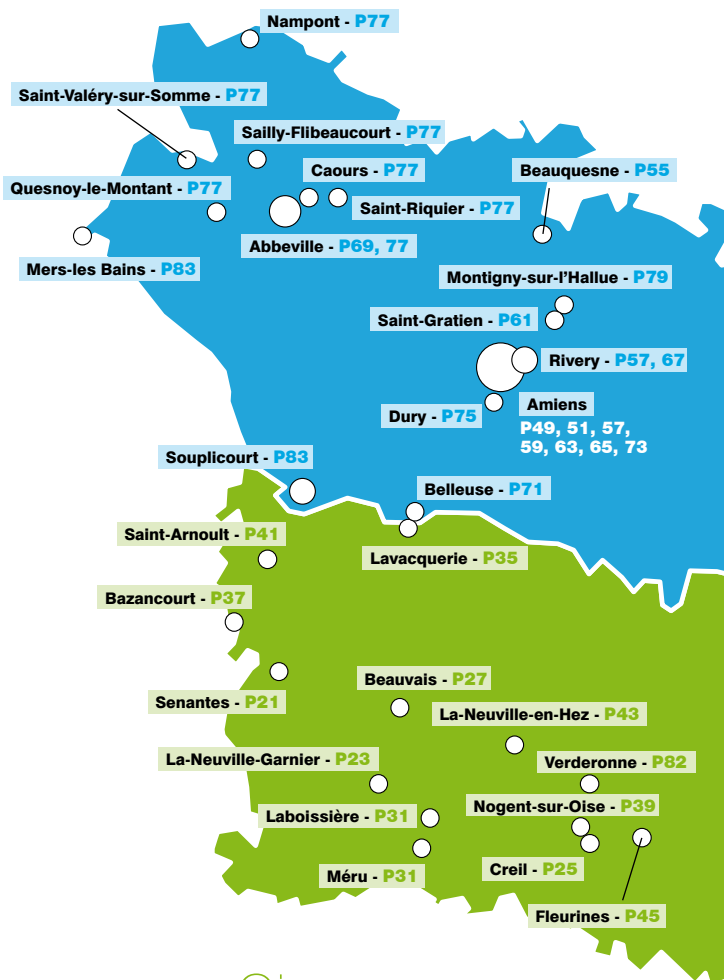 Nampont - P77
Saint-Valéry-sur-Somme - P77
Sailly-Flibeaucourt - P77
Caours - P77
Beauquesne - P55
Quesnoy-le-Montant - P77
Saint-Riquier - P77
Abbeville - P69, 77
Mers-les Bains - P83
Montigny-sur-l'Hallue - P79
Saint-Gratien - P61
Rivery - P57, 67
Dury - P75
Amiens
P49, 51, 57,
59, 63, 65, 73
Souplicourt - P83
Belleuse - P71
Saint-Arnoult - P41
Lavacquerie - P35
Bazancourt - P37
Beauvais - P27
Senantes - P21
La-Neuville-en-Hez - P43
La-Neuville-Garnier - P23
Verderonne - P82
Nogent-sur-Oise - P39
Laboissière - P31
Creil - P25
Méru - P31
Fleurines - P45